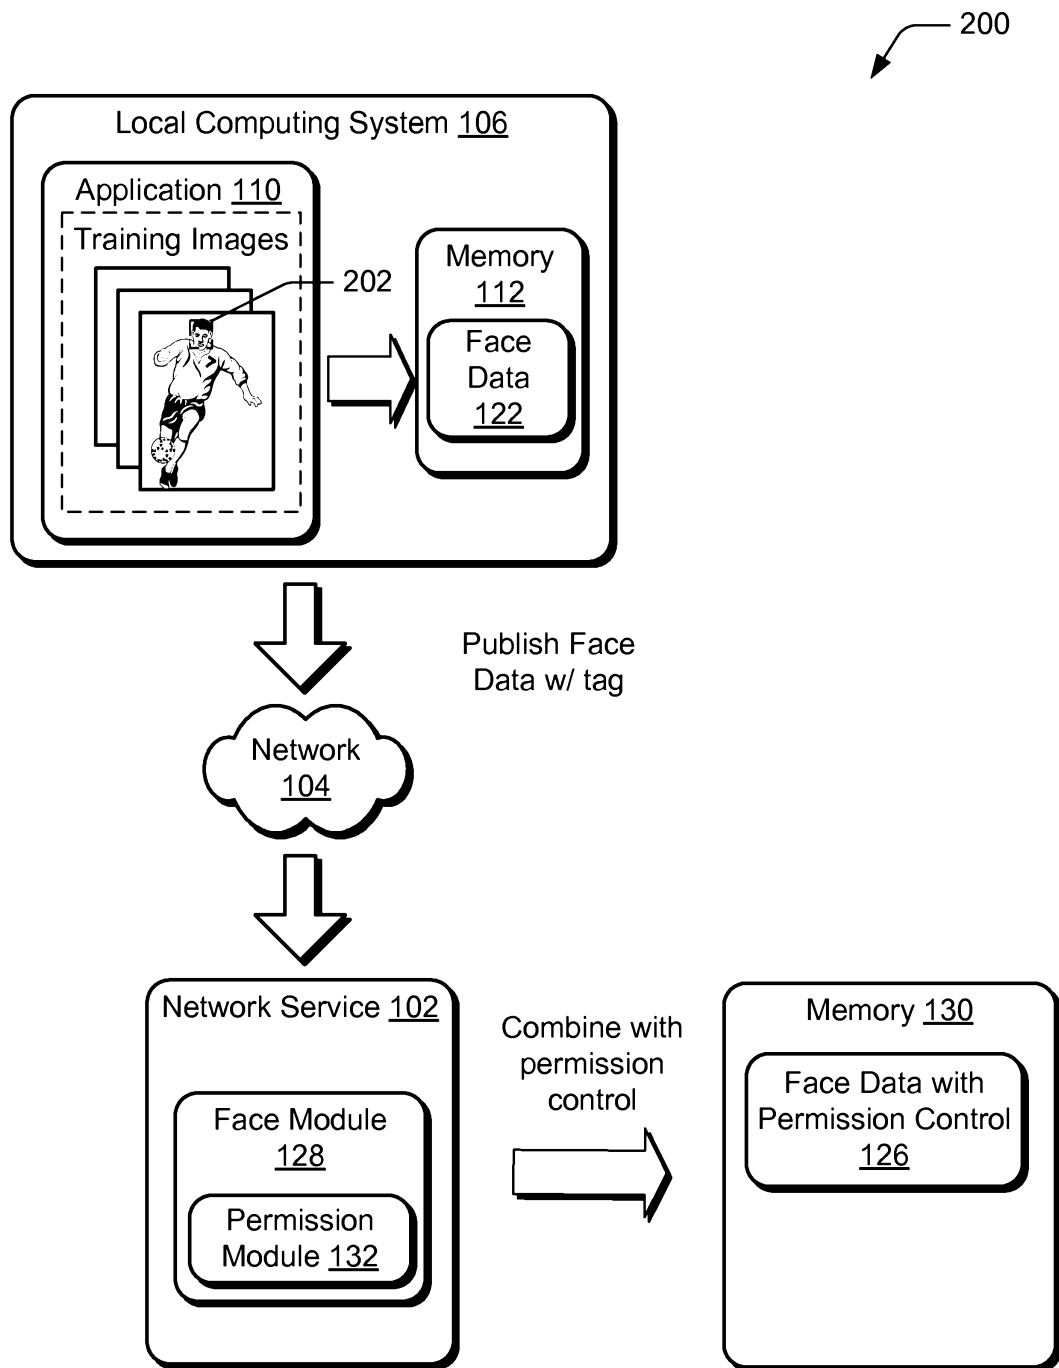 200
Local Computing System 106
Application 110
Training Images
202
Memory
112
Face
Data
122
Publish Face
Data w/ tag
Network
104
Network Service 102
Face Module
128
Permission
Module 132
Combine with
permission
control
Memory 130
Face Data with
Permission Control
126